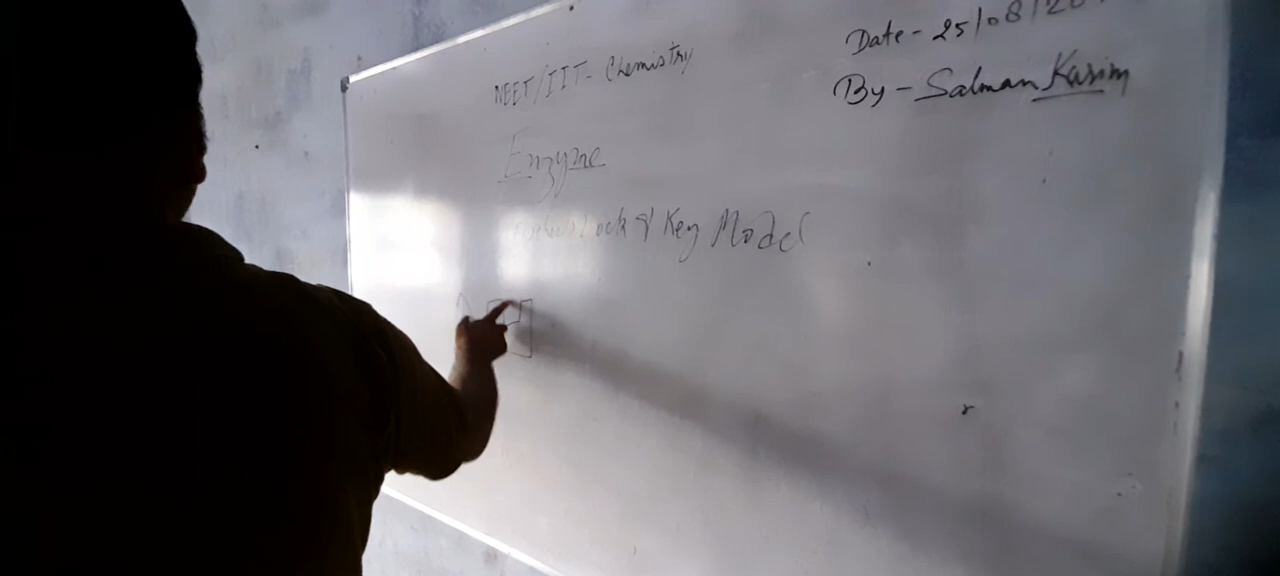 NEET/IIT- Chemistry
Date- 25/08/20
By - Salman Kasim
Enzyme
Lock & Key Model